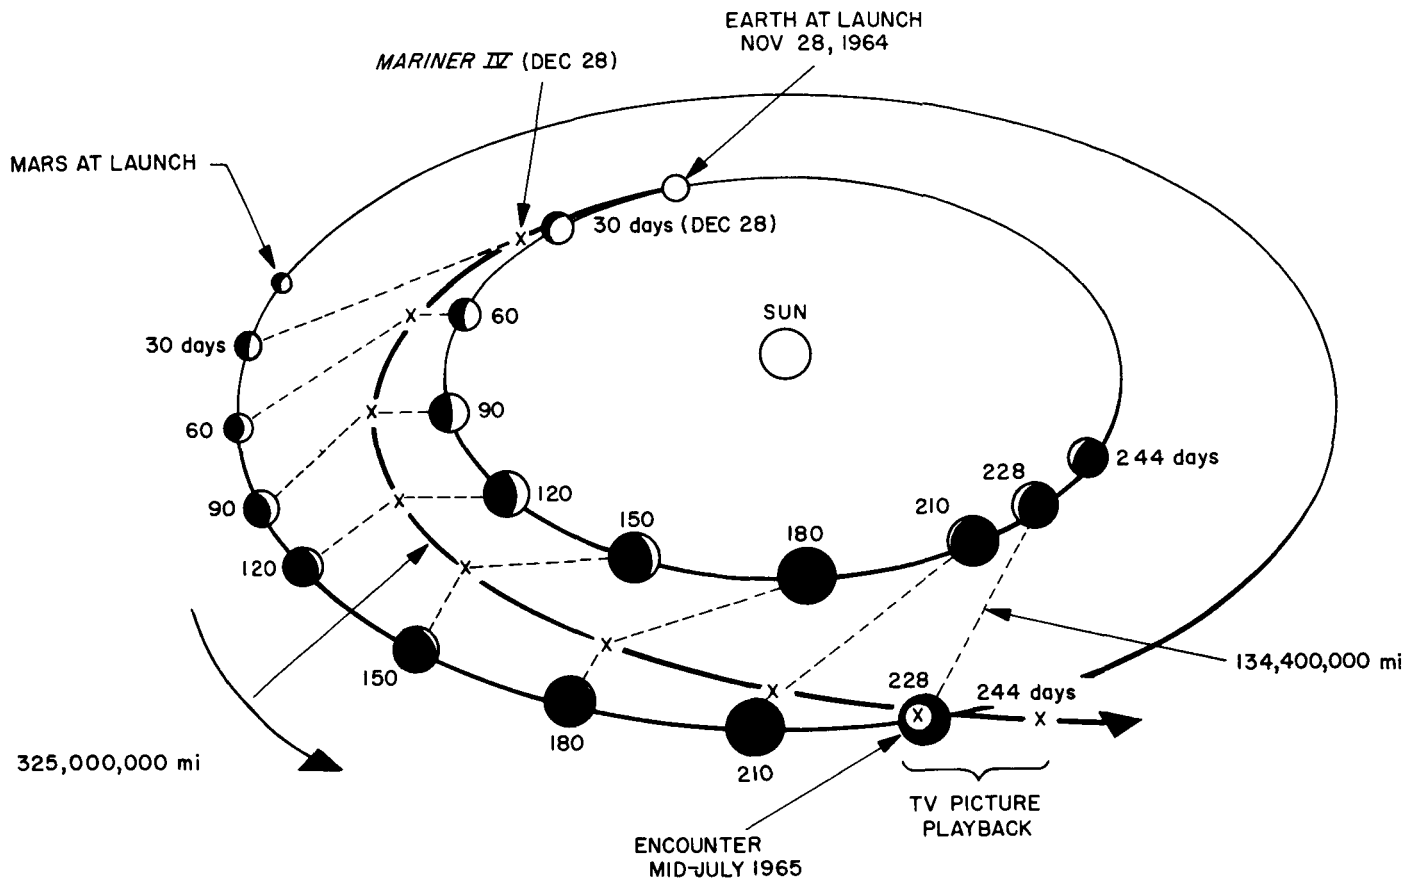 EARTH AT LAUNCH
NOV 28, 1964
MARINER IV (DEC 28)
MARS AT LAUNCH
30 days (DEC 28)
SUN
60
30 days
90
60
244 days
228
120
90
210
150
180
120
134,400,000 mi
150
228
244 days
180
325,000,000 mi
210
TV PICTURE
PLAYBACK
ENCOUNTER
MID-JULY 1965
x
x
x
x
x
x
x
x
x